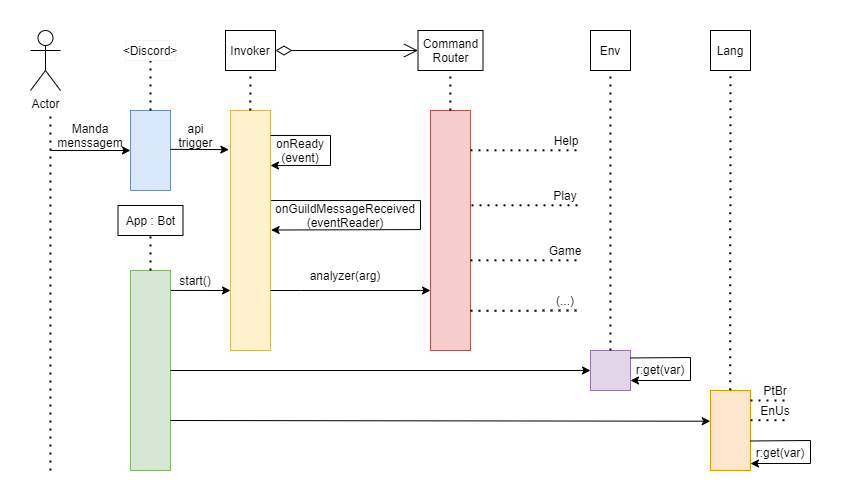 <Discord>
Invoker
Command
Router
Env
Lang
Actor
Manda
menssagem
api
trigger
onReady
(event)
Help
Play
onGuildMessageReceived
(eventReader)
App : Bot
Game
start()
analyzer(arg)
(...)
r:get(var)
PtBr
EnUs
r:get(var)